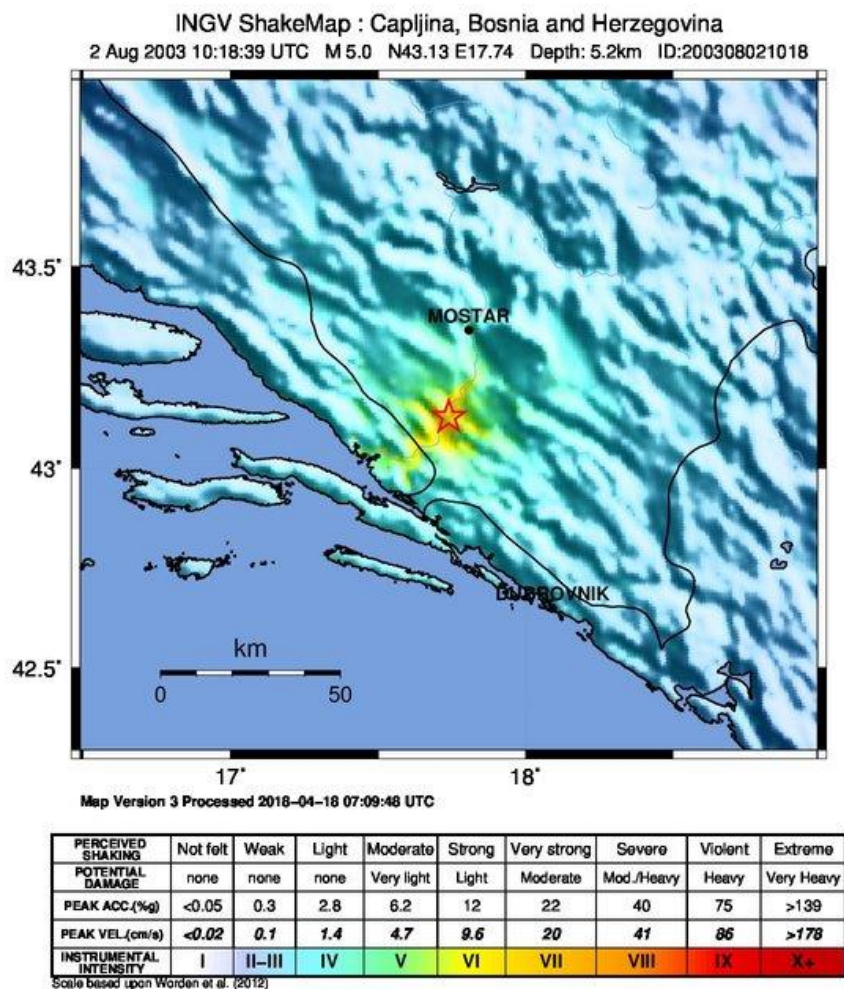 INGV ShakeMap : Capljina, Bosnia and Herzegovina
2 Aug 2003 10:18:39 UTC M 5.0 N43.13 E17.74 Depth: 5.2km ID:200308021018
43.5°
MOSTAR
43°
DUBROVNIK
km
0 50
42.5°
17° 18°
Map Version 3 Processed 2018-04-18 07:09:48 UTC
PERCEIVED SHAKING Not felt Weak Light Moderate Strong Very strong Severe Violent Extreme
POTENTIAL DAMAGE none none none Very light Light Moderate Mod./Heavy Heavy Very Heavy
PEAK ACC.(%g) <0.05 0.3 2.8 6.2 12 22 40 75 >139
PEAK VEL.(cm/s) <0.02 0.1 1.4 4.7 9.6 20 41 86 >178
INSTRUMENTAL INTENSITY I II-III IV V VI VII VIII IX X+
Scale based upon Worden et al. (2012)